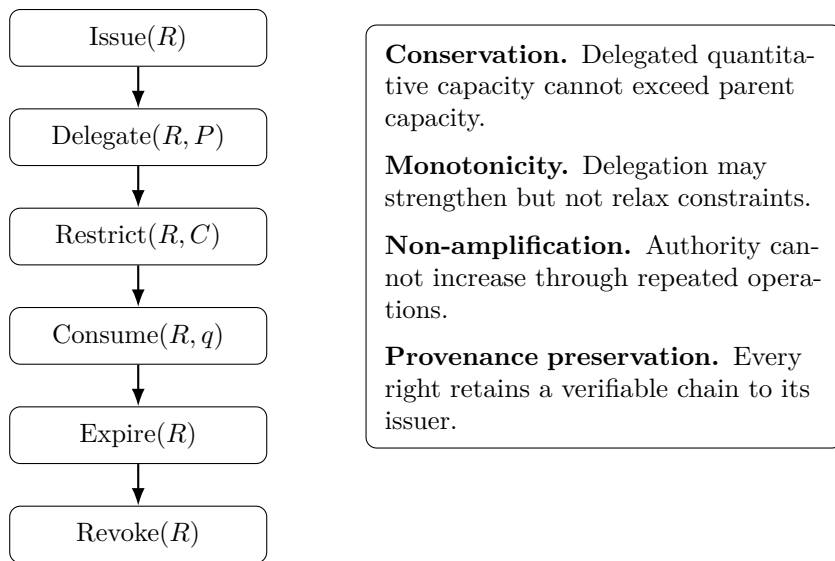 Issue(R)
Delegate(R, P)
Restrict(R, C)
Consume(R, q)
Expire(R)
Revoke(R)
Conservation. Delegated quantita-
tive capacity cannot exceed parent
capacity.
Monotonicity. Delegation may
strengthen but not relax constraints.
Non-amplification. Authority can-
not increase through repeated opera-
tions.
Provenance preservation. Every
right retains a verifiable chain to its
issuer.